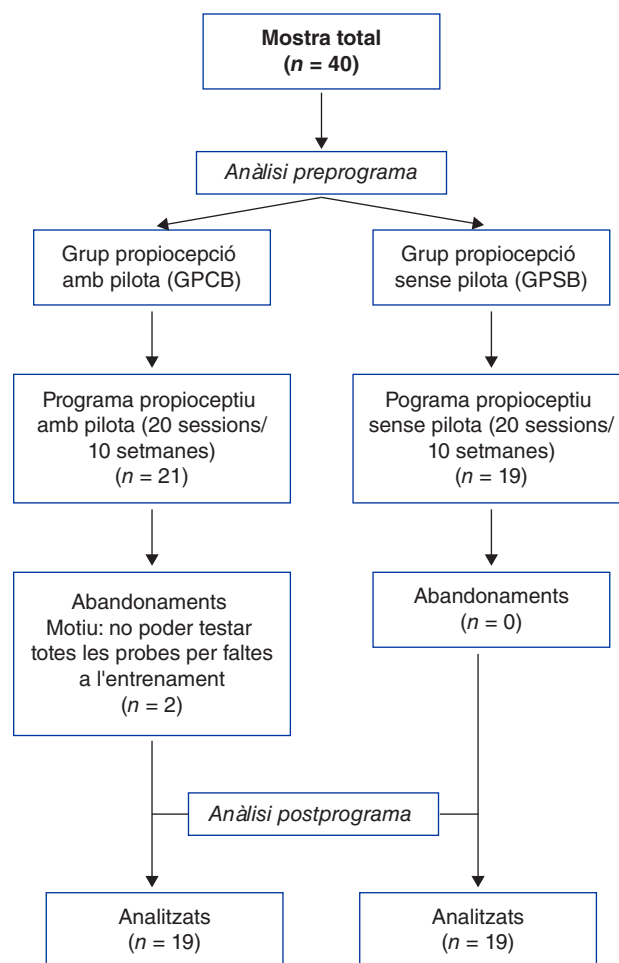 Mostra total
(n = 40)
Anàlisi preprograma
Grup propiocepció
amb pilota (GPCB)
Grup propiocepció
sense pilota (GPSB)
Programa propioceptiu
amb pilota (20 sessions/
10 setmanes)
(n = 21)
Pograma propioceptiu
sense pilota (20 sessions/
10 setmanes)
(n = 19)
Abandonaments
Motiu: no poder testar
totes les probes per faltes
a l'entrenament
(n = 2)
Abandonaments
(n = 0)
Anàlisi postprograma
Analitzats
(n = 19)
Analitzats
(n = 19)